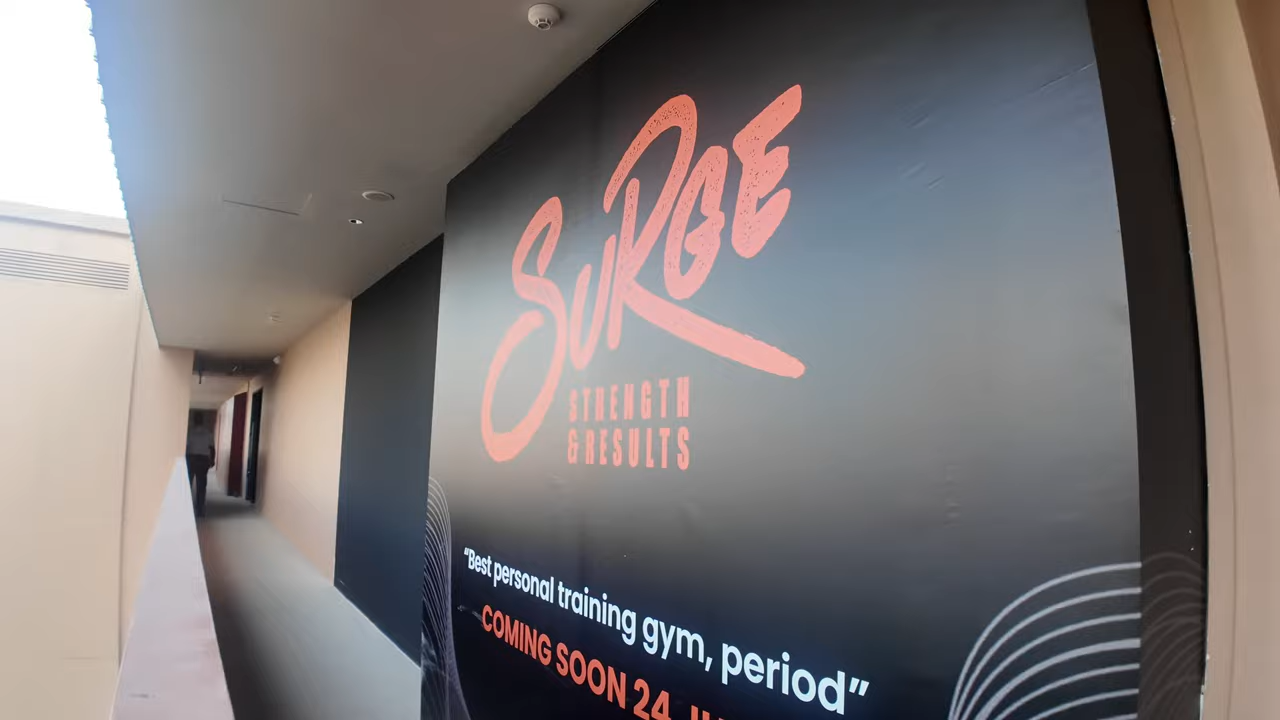 SURGE
STRENGTH
& RESULTS
“Best personal training gym, period”
COMING SOON 24